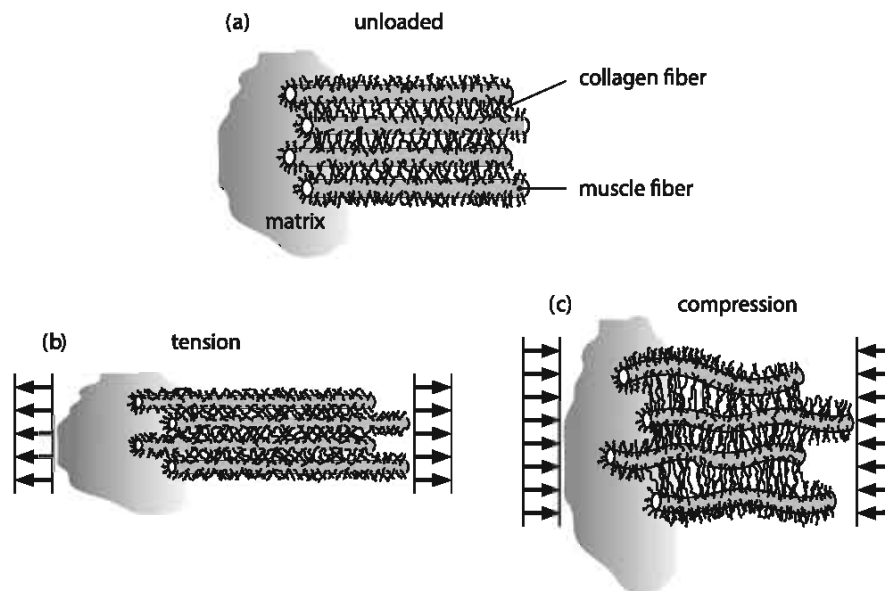 (a) unloaded
collagen fiber
muscle fiber
matrix
(b) tension
(c) compression